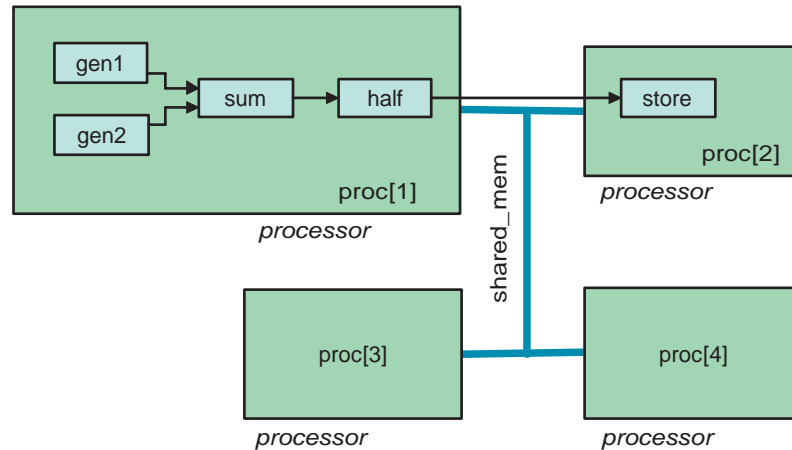 gen1
gen2
sum
half
store
proc[1]
proc[2]
processor
processor
shared_mem
proc[3]
proc[4]
processor
processor